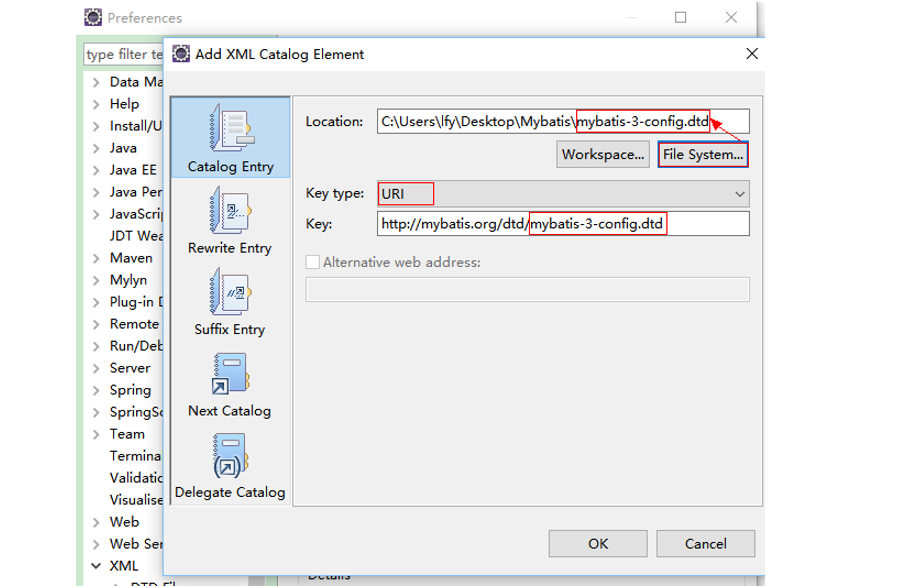 Preferences
type filter te
Add XML Catalog Element
Data Ma
Help
Install/U
Java
Java EE
Java Per
JavaScrip
JDT Wea
Maven
Mylyn
Plug-in D
Remote
Run/Deb
Server
Spring
SpringSo
Team
Termina
Validatio
Visualise
Web
Web Ser
XML
Catalog Entry
Rewrite Entry
Suffix Entry
Next Catalog
Delegate Catalog
Location: C:\Users\lfy\Desktop\Mybatis\mybatis-3-config.dtd
Workspace... File System...
Key type: URI
Key: http://mybatis.org/dtd/mybatis-3-config.dtd
Alternative web address:
OK Cancel